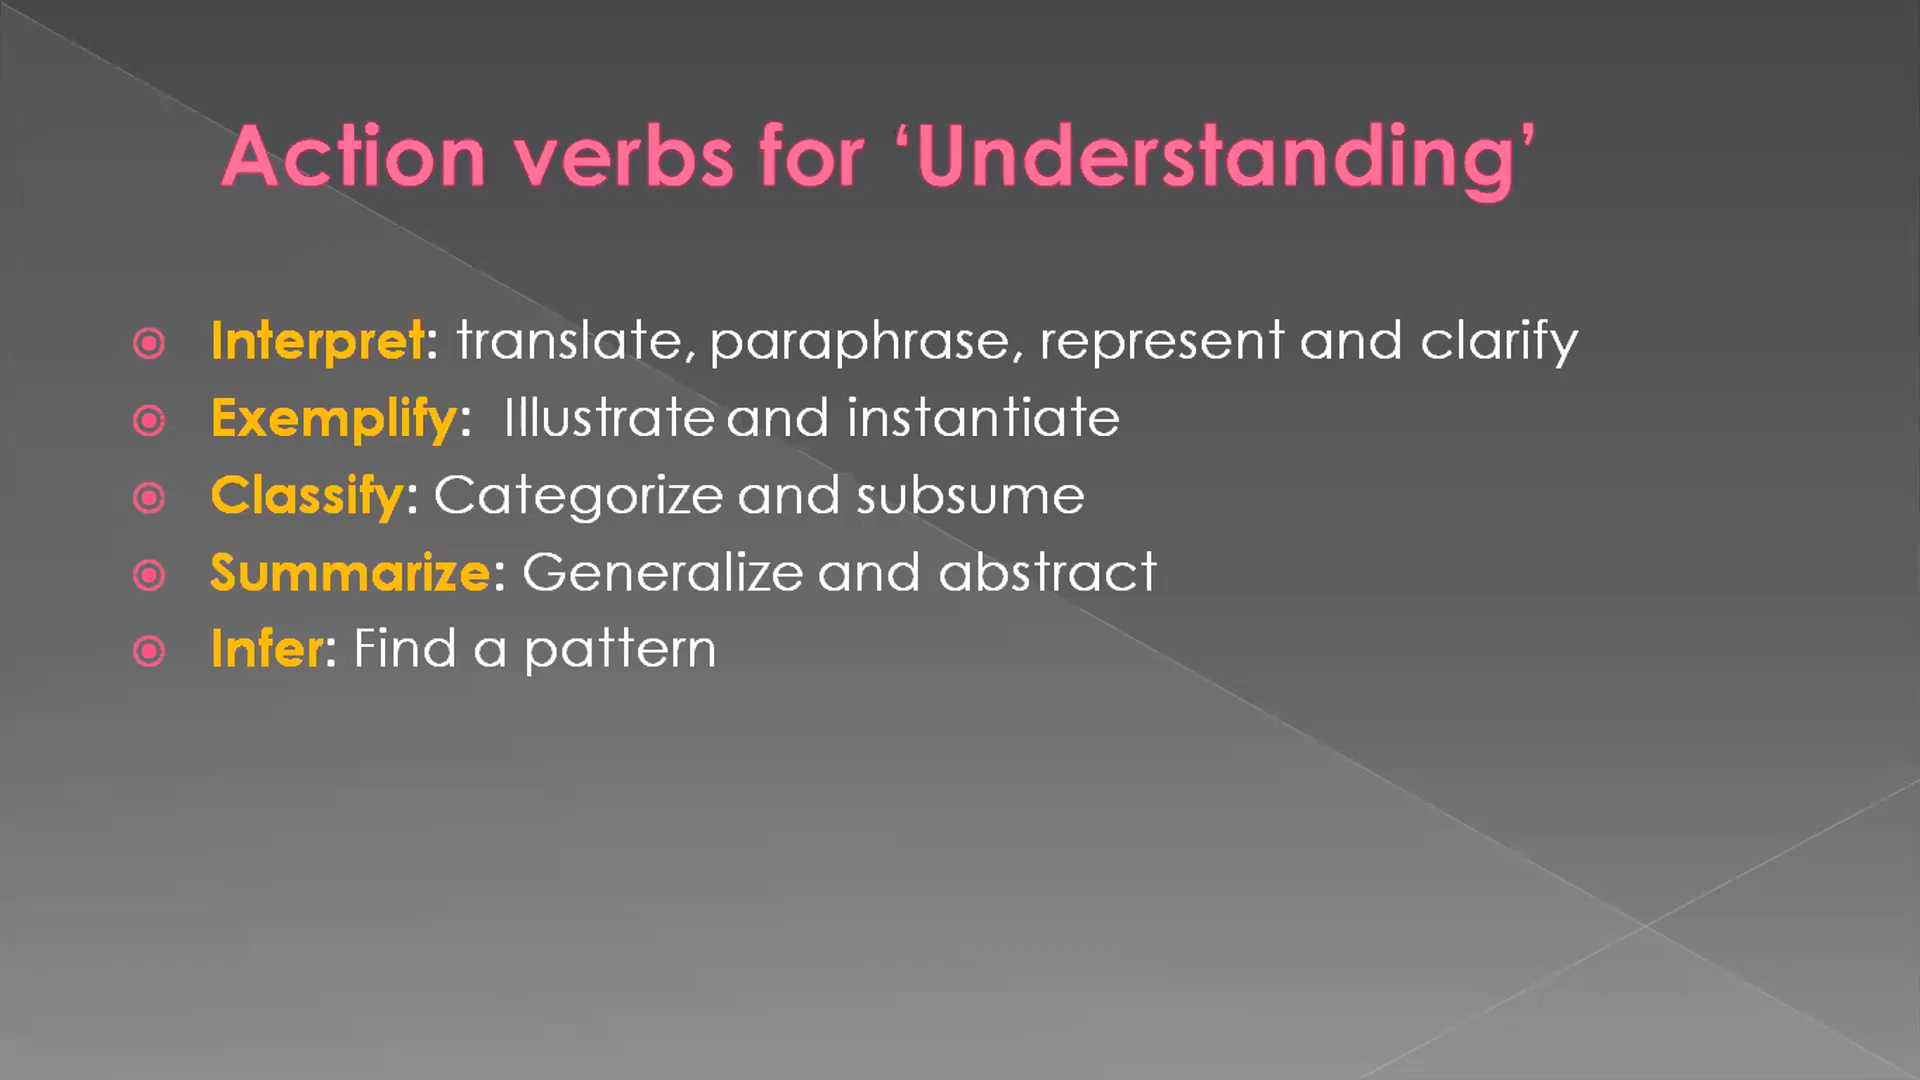 Action verbs for ‘Understanding’
Interpret: translate, paraphrase, represent and clarify
Exemplify: Illustrate and instantiate
Classify: Categorize and subsume
Summarize: Generalize and abstract
Infer: Find a pattern